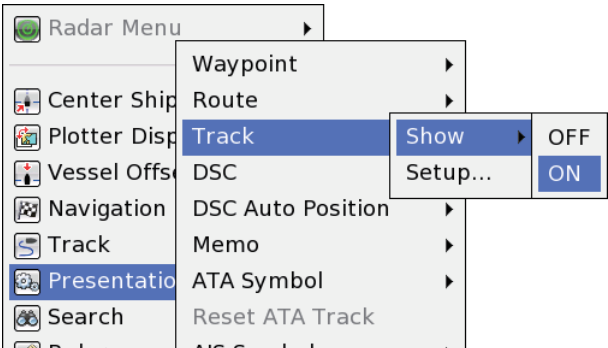 Radar Menu
Center Ship
Plotter Disp
Vessel Offs
Navigation
Track
Presentatio
Search
Waypoint
Route
Track
DSC
DSC Auto Position
Memo
ATA Symbol
Reset ATA Track
Show
Setup...
OFF
ON